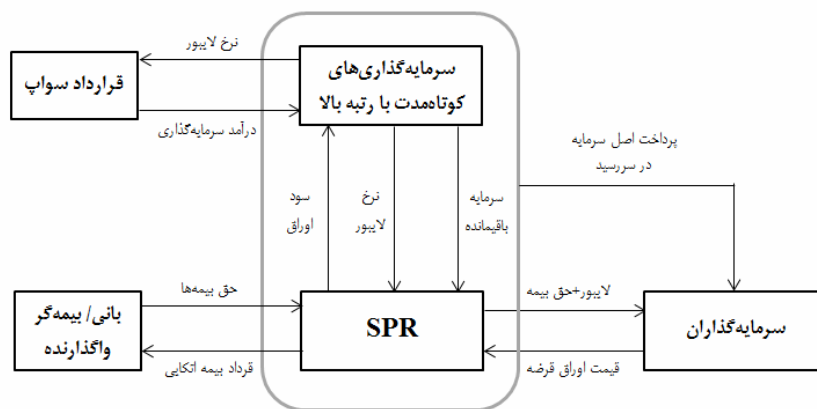 نرخ لایبور
قرارداد سواپ
سرمایه‌گذاری‌های
کوتاه‌مدت با رتبه بالا
درآمد سرمایه‌گذاری
پرداخت اصل سرمایه
در سررسید
سود
اوراق
نرخ
لایبور
سرمایه
باقیمانده
حق بیمه‌ها
بانی/ بیمه‌گر
واگذارنده
قرداد بیمه اتکایی
SPR
لایبور+حق بیمه
سرمایه‌گذاران
قیمت اوراق قرضه